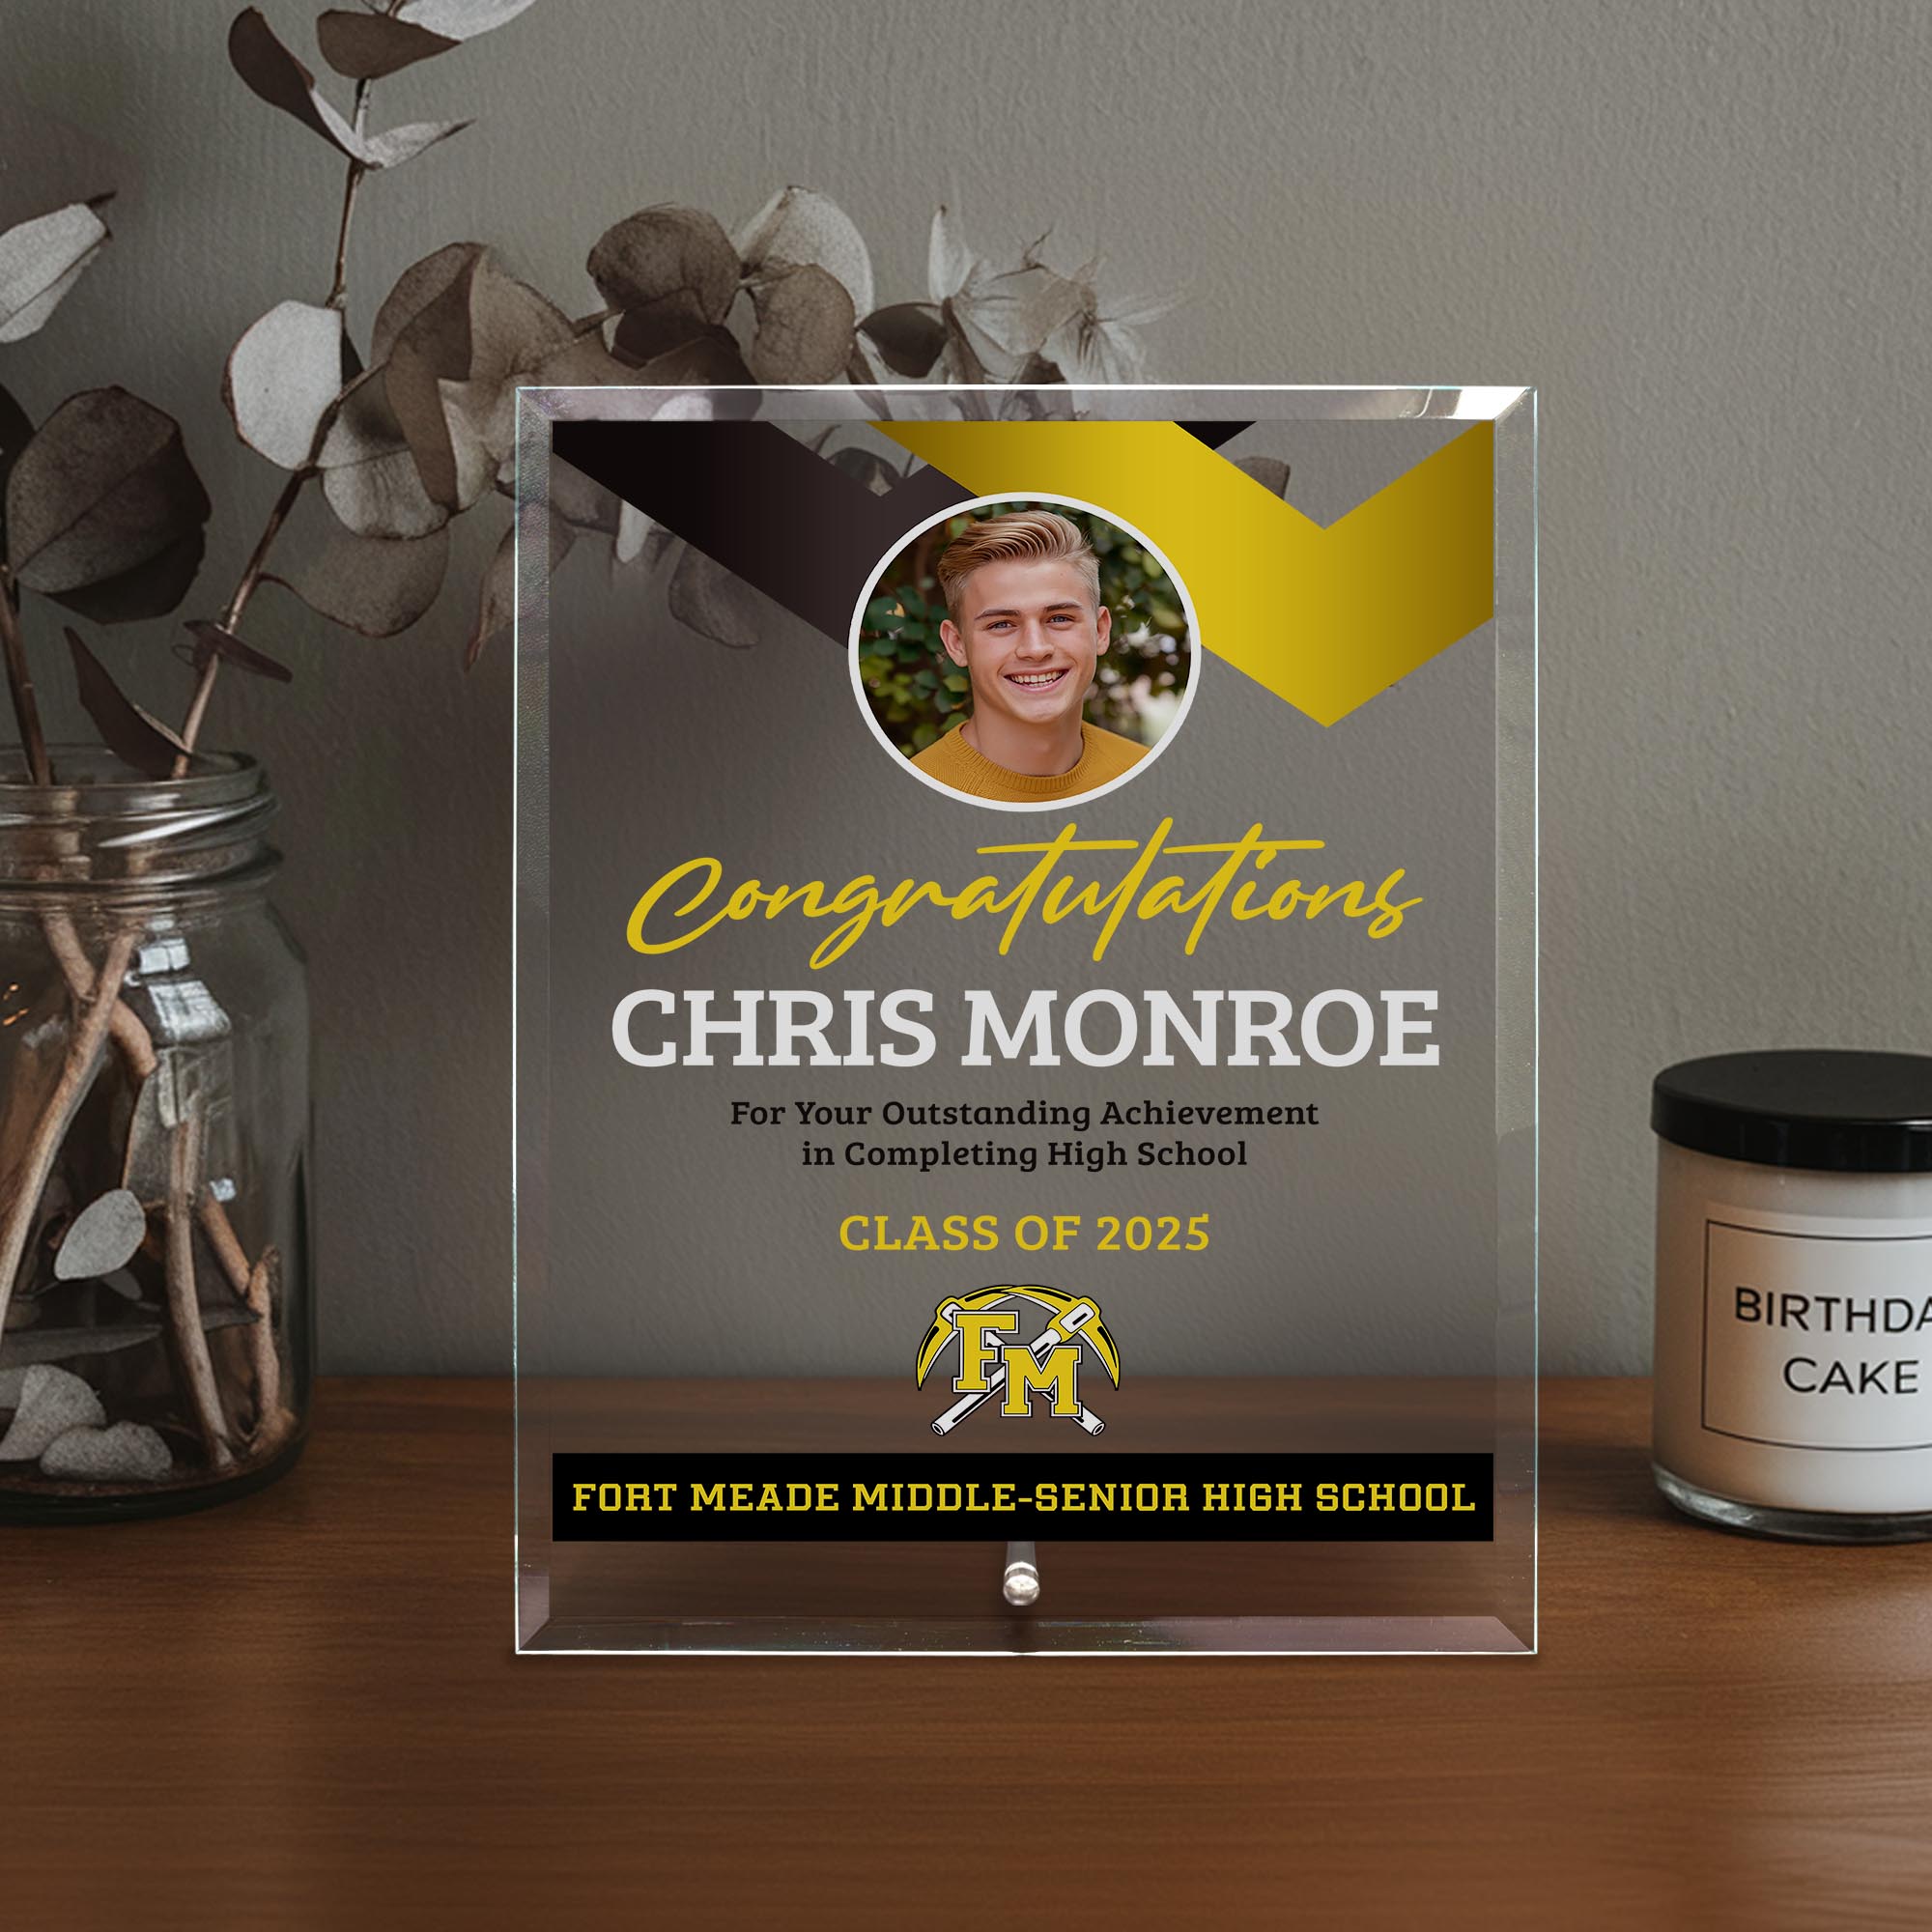 Congratulations
CHRIS MONROE
For Your Outstanding Achievement
in Completing High School
CLASS OF 2025
FM
FORT MEADE MIDDLE-SENIOR HIGH SCHOOL
BIRTHDA
CAKE